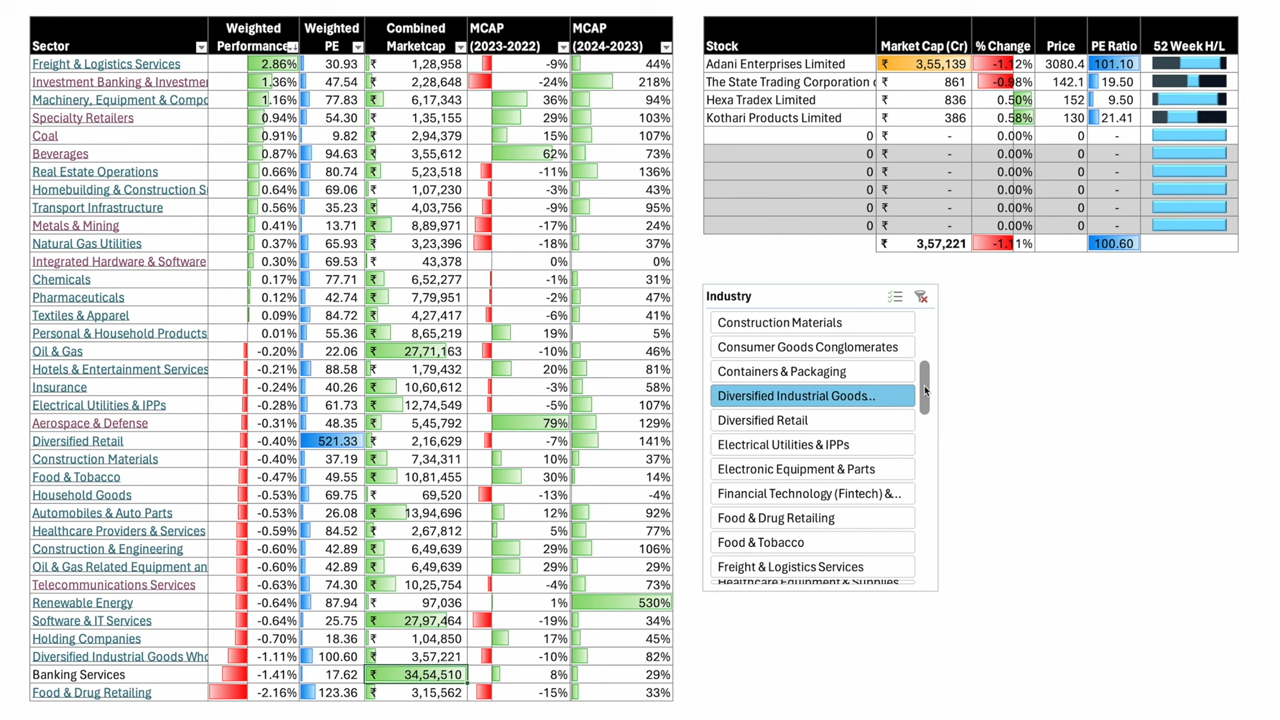 Sector Weighted Performance Weighted PE Combined Marketcap MCAP (2023-2022) MCAP (2024-2023)
Freight & Logistics Services 2.86% 30.93 ₹ 1,28,958 -9% 44%
Investment Banking & Investmer 1.36% 47.54 ₹ 2,28,648 -24% 218%
Machinery, Equipment & Compo 1.16% 77.83 ₹ 6,17,343 36% 94%
Specialty Retailers 0.94% 54.30 ₹ 1,35,155 29% 103%
Coal 0.91% 9.82 ₹ 2,94,379 15% 107%
Beverages 0.87% 94.63 ₹ 3,55,612 62% 73%
Real Estate Operations 0.66% 80.74 ₹ 5,23,518 -11% 136%
Homebuilding & Construction Su 0.64% 69.06 ₹ 1,07,230 -3% 43%
Transport Infrastructure 0.56% 35.23 ₹ 4,03,756 -9% 95%
Metals & Mining 0.41% 13.71 ₹ 8,89,971 -17% 24%
Natural Gas Utilities 0.37% 65.93 ₹ 3,23,396 -18% 37%
Integrated Hardware & Software 0.30% 69.53 ₹ 43,378 0% 0%
Chemicals 0.17% 77.71 ₹ 6,52,277 -1% 31%
Pharmaceuticals 0.12% 42.74 ₹ 7,79,951 -2% 47%
Textiles & Apparel 0.09% 84.72 ₹ 4,27,417 -6% 41%
Personal & Household Products 0.01% 55.36 ₹ 8,65,219 19% 5%
Oil & Gas -0.20% 22.06 ₹ 27,71,163 -10% 46%
Hotels & Entertainment Services -0.21% 88.58 ₹ 1,79,432 20% 81%
Insurance -0.24% 40.26 ₹ 10,60,612 -3% 58%
Electrical Utilities & IPPs -0.28% 61.73 ₹ 12,74,549 -5% 107%
Aerospace & Defense -0.31% 48.35 ₹ 5,45,792 79% 129%
Diversified Retail -0.40% 521.33 ₹ 2,16,629 -7% 141%
Construction Materials -0.40% 37.19 ₹ 7,34,311 10% 37%
Food & Tobacco -0.47% 49.55 ₹ 10,81,455 30% 14%
Household Goods -0.53% 69.75 ₹ 69,520 -13% -4%
Automobiles & Auto Parts -0.53% 26.08 ₹ 13,94,696 12% 92%
Healthcare Providers & Services -0.59% 84.52 ₹ 2,67,812 5% 77%
Construction & Engineering -0.60% 42.89 ₹ 6,49,639 29% 106%
Oil & Gas Related Equipment an -0.60% 42.89 ₹ 6,49,639 29% 29%
Telecommunications Services -0.63% 74.30 ₹ 10,25,754 -4% 73%
Renewable Energy -0.64% 87.94 ₹ 97,036 1% 530%
Software & IT Services -0.64% 25.75 ₹ 27,97,464 -19% 34%
Holding Companies -0.70% 18.36 ₹ 1,04,850 17% 45%
Diversified Industrial Goods Who -1.11% 100.60 ₹ 3,57,221 -10% 82%
Banking Services -1.41% 17.62 ₹ 34,54,510 8% 29%
Food & Drug Retailing -2.16% 123.36 ₹ 3,15,562 -15% 33%
Stock Market Cap (Cr) % Change Price PE Ratio 52 Week H/L
Adani Enterprises Limited ₹ 3,55,139 -1.12% 3080.4 101.10
The State Trading Corporation o ₹ 861 -0.98% 142.1 19.50
Hexa Tradex Limited ₹ 836 0.50% 152 9.50
Kothari Products Limited ₹ 386 0.58% 130 21.41
0 ₹ - 0.00% 0 -
0 ₹ - 0.00% 0 -
0 ₹ - 0.00% 0 -
0 ₹ - 0.00% 0 -
0 ₹ - 0.00% 0 -
0 ₹ - 0.00% 0 -
₹ 3,57,221 -1.11% 100.60
Industry
Construction Materials
Consumer Goods Conglomerates
Containers & Packaging
Diversified Industrial Goods...
Diversified Retail
Electrical Utilities & IPPs
Electronic Equipment & Parts
Financial Technology (Fintech) &...
Food & Drug Retailing
Food & Tobacco
Freight & Logistics Services
Healthcare Equipment & Supplies